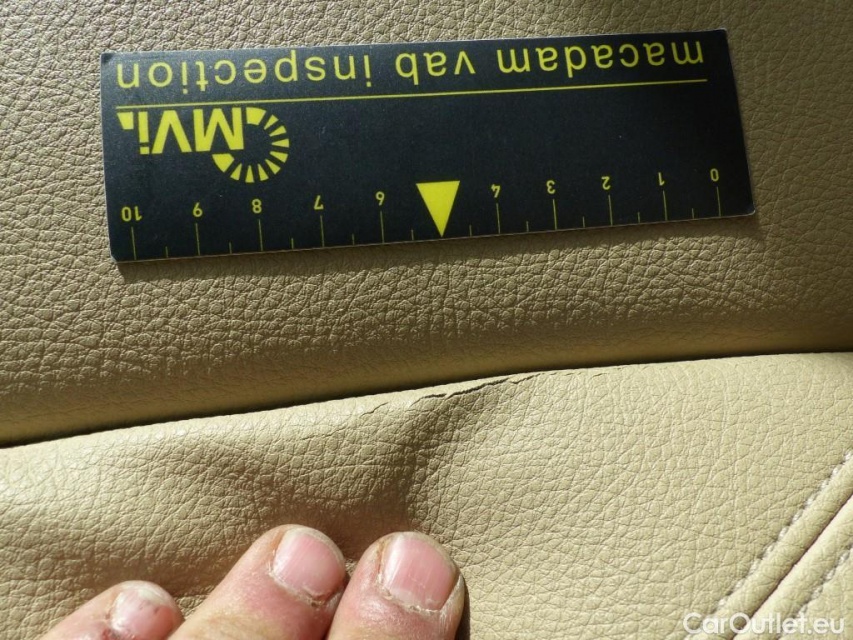 macadam vab inspection
MVi.
0 1 2 3 4 6 7 8 9 10
CarOutlet.eu